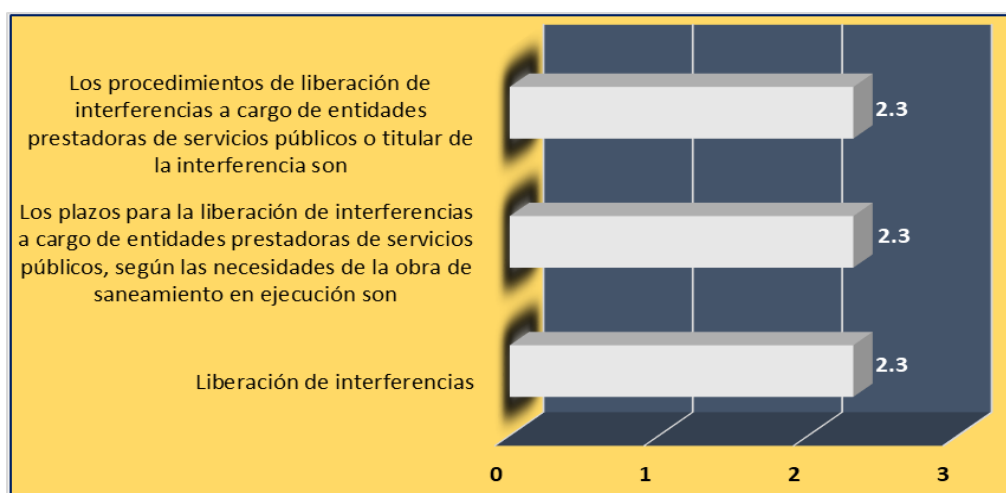 Los procedimientos de liberación de
interferencias a cargo de entidades
prestadoras de servicios públicos o titular de
la interferencia son
2.3
Los plazos para la liberación de interferencias
a cargo de entidades prestadoras de servicios
públicos, según las necesidades de la obra de
saneamiento en ejecución son
2.3
Liberación de interferencias
2.3
0 1 2 3